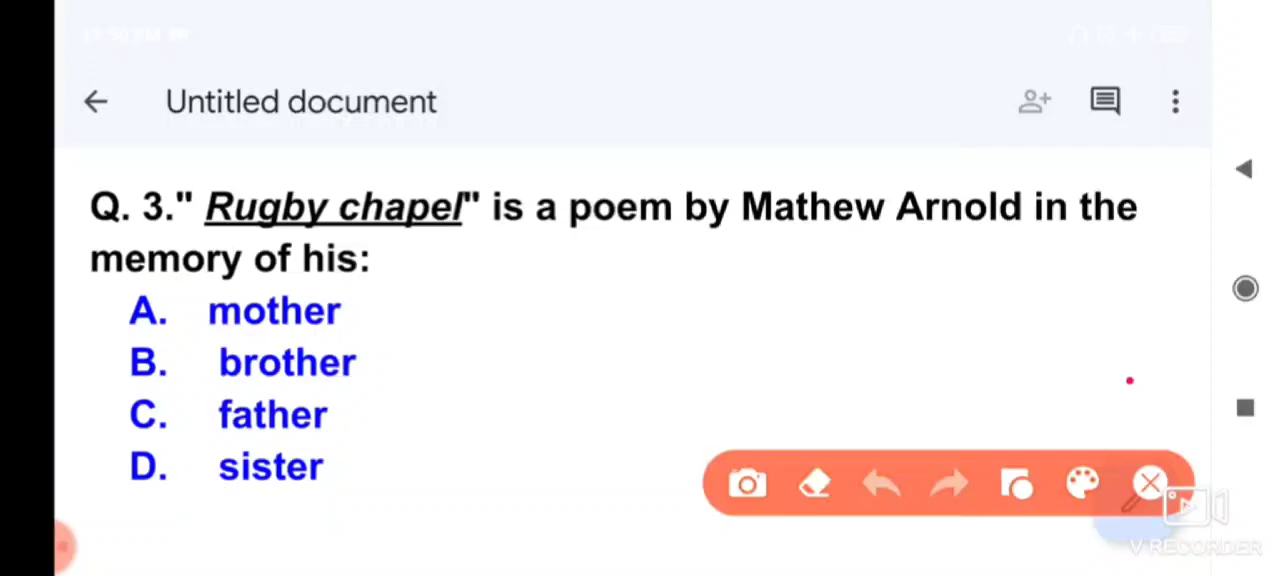 Untitled document
Q. 3." Rugby chapel" is a poem by Mathew Arnold in the
memory of his:
A. mother
B. brother
C. father
D. sister
V RECORDER